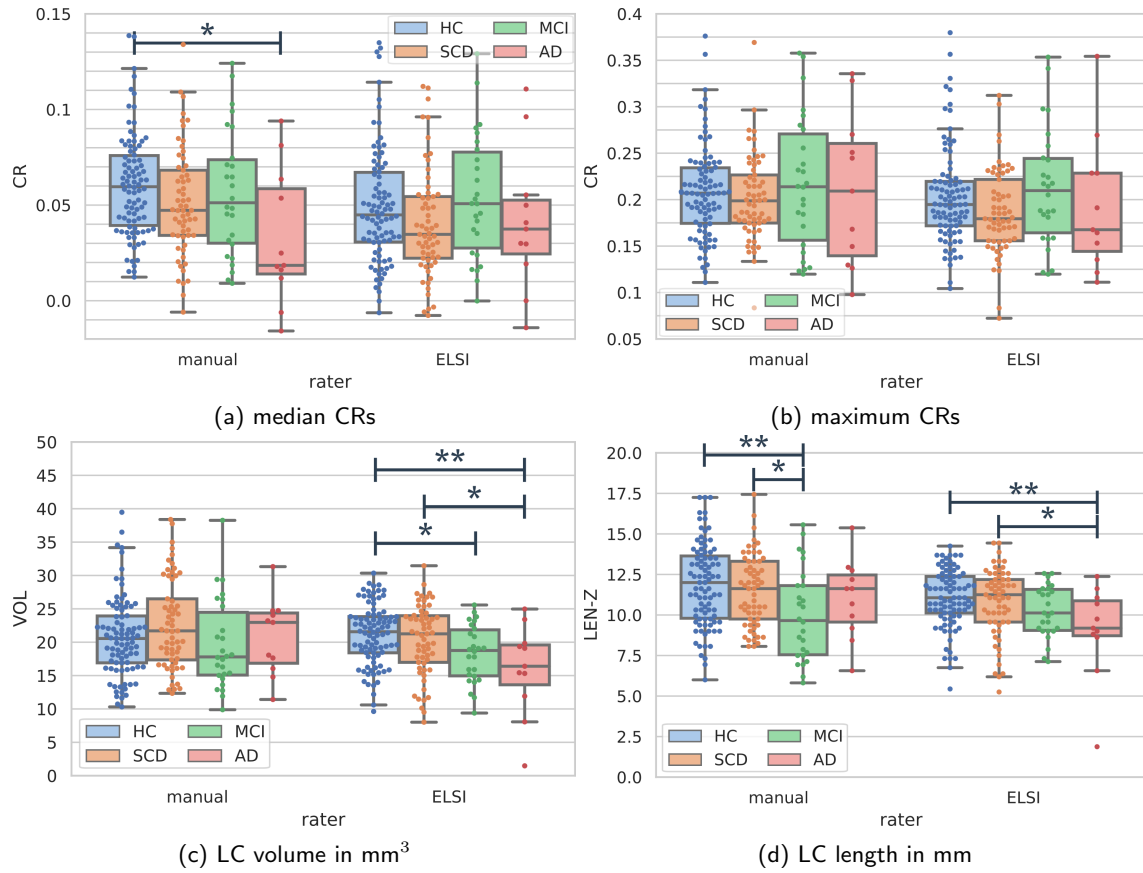 0.15
0.1
0.05
0.0
CR
*
HC MCI
SCD AD
manual ELSI
rater
(a) median CRs
0.4
0.35
0.3
0.25
0.2
0.15
0.1
0.05
CR
HC MCI
SCD AD
manual ELSI
rater
(b) maximum CRs
50
45
40
35
30
25
20
15
10
5
0
VOL
**
*
*
HC MCI
SCD AD
manual ELSI
rater
(c) LC volume in mm³
20.0
17.5
15.0
12.5
10.0
7.5
5.0
2.5
0.0
LEN-Z
**
*
**
*
HC MCI
SCD AD
manual ELSI
rater
(d) LC length in mm